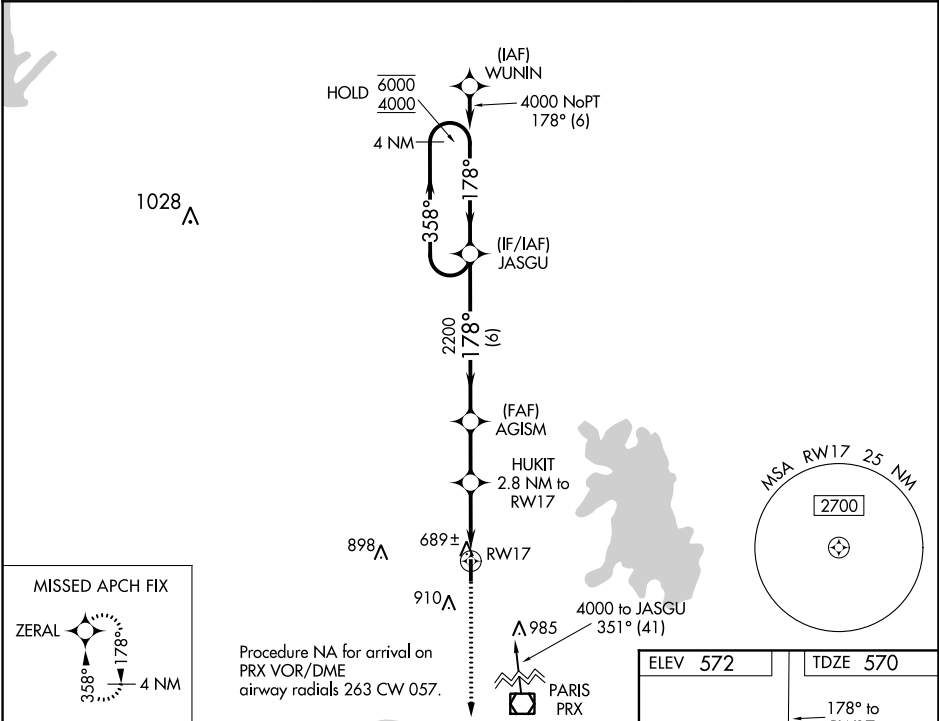 (IAF)
WUNIN
HOLD 6000
4000
4000 NoPT
178° (6)
4 NM
178°
358°
1028
(IF/IAF)
JASGU
2200
178°
(6)
(FAF)
AGISM
HUKIT
2.8 NM to
RW17
MSA RW17 25 NM
2700
898
689±
RW17
910
MISSED APCH FIX
ZERAL
178°
358°
4 NM
4000 to JASGU
351° (41)
985
Procedure NA for arrival on
PRX VOR/DME
airway radials 263 CW 057.
PARIS
PRX
ELEV 572
TDZE 570
178° to